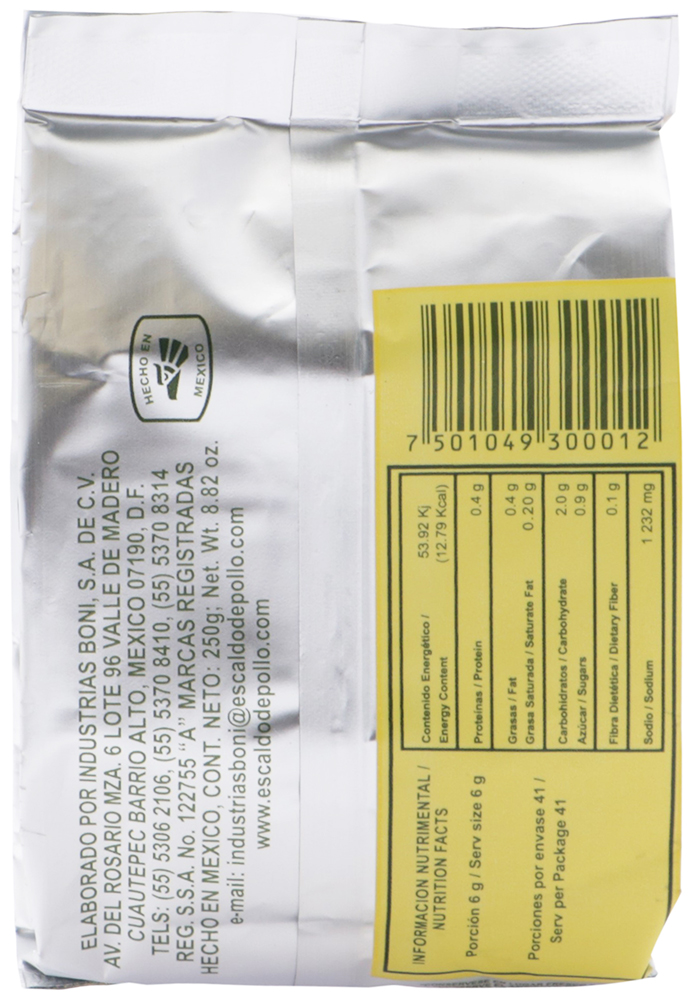 ELABORADO POR INDUSTRIAS BONI, S.A. DE C.V.
AV. DEL ROSARIO MZA. 6 LOTE 96 VALLE DE MADERO
CUAUTEPEC BARRIO ALTO, MEXICO 07190, D.F.
TELS: (55) 5306 2106, (55) 5370 8410, (55) 5370 8314
REG. S.S.A. No. 122755 "A" MARCAS REGISTRADAS
HECHO EN MEXICO, CONT. NETO: 250g; Net. Wt. 8.82 oz.
e-mail: industriasboni@escaldodepollo.com
www.escaldodepollo.com
HECHO EN
MEXICO
7 501049 300012
INFORMACION NUTRIMENTAL /
NUTRITION FACTS
Porción 6 g / Serv size 6 g
Porciones por envase 41 /
Serv per Package 41
Contenido Energético / 53.92 Kj
Energy Content (12.79 Kcal)
Proteínas / Protein 0.4 g
Grasas / Fat 0.4 g
Grasa Saturada / Saturate Fat 0.20 g
Carbohidratos / Carbohydrate 2.0 g
Azúcar / Sugars 0.9 g
Fibra Dietética / Dietary Fiber 0.1 g
Sodio / Sodium 1 232 mg